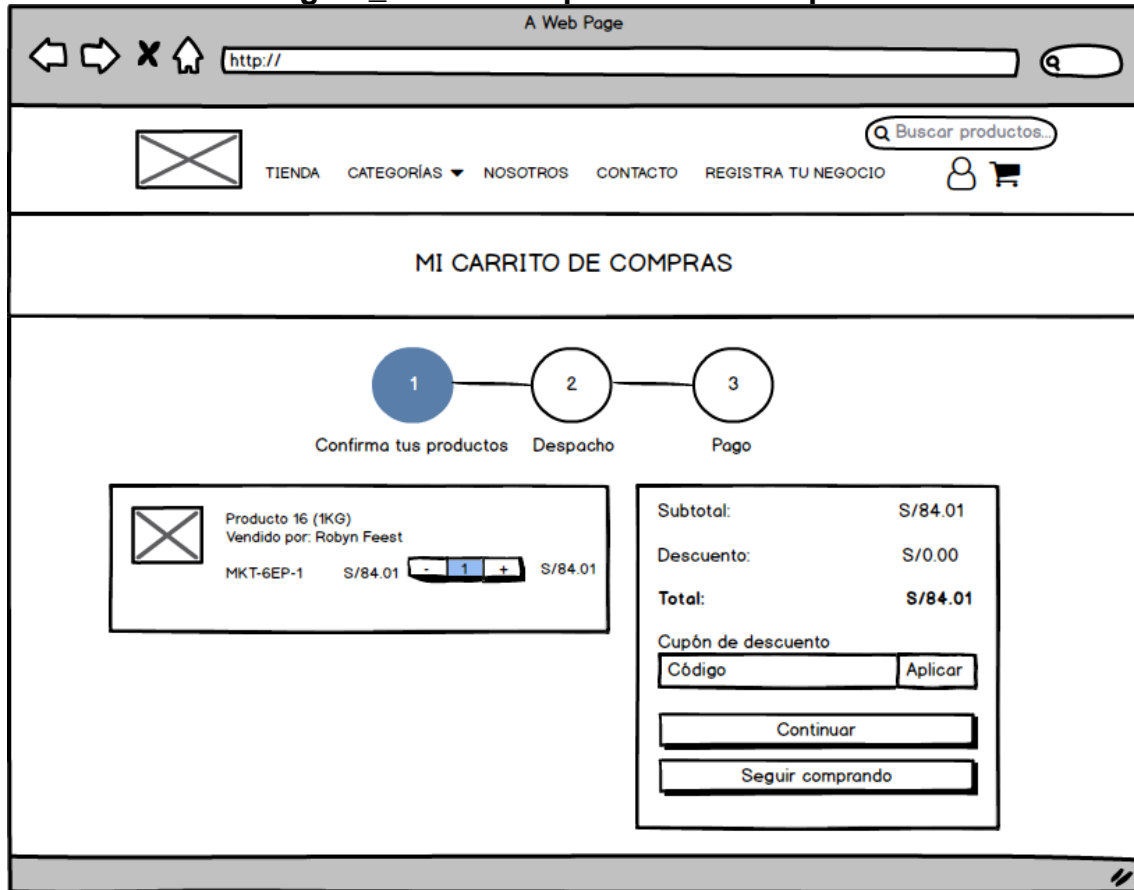 A Web Page
http://
Buscar productos...
TIENDA CATEGORÍAS NOSOTROS CONTACTO REGISTRA TU NEGOCIO
MI CARRITO DE COMPRAS
1 2 3
Confirma tus productos Despacho Pago
Producto 16 (1KG)
Vendido por: Robyn Feest
MKT-6EP-1 S/84.01 - 1 + S/84.01
Subtotal: S/84.01
Descuento: S/0.00
Total: S/84.01
Cupón de descuento
Código Aplicar
Continuar
Seguir comprando